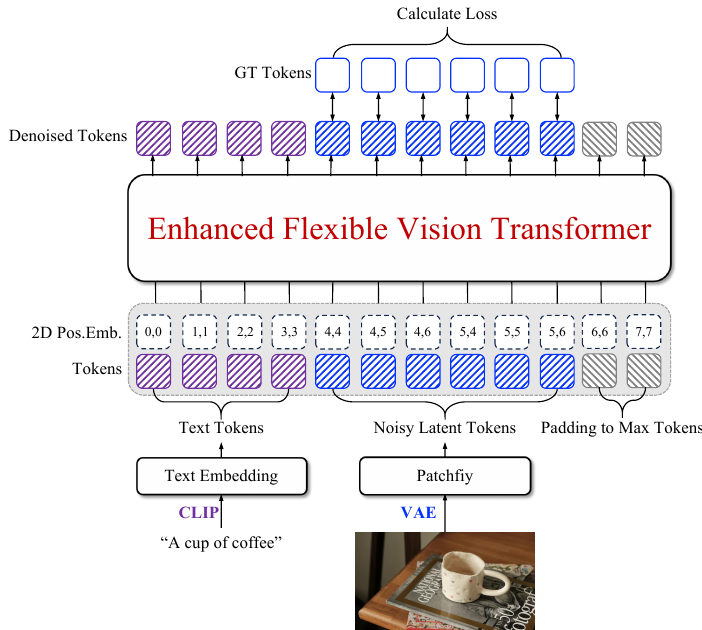 Calculate Loss
GT Tokens
Denoised Tokens
Enhanced Flexible Vision Transformer
2D Pos.Emb. 0,0 1,1 2,2 3,3 4,4 4,5 4,6 5,4 5,5 5,6 6,6 7,7
Tokens
Text Tokens Noisy Latent Tokens Padding to Max Tokens
Text Embedding Patchfiy
CLIP VAE
“A cup of coffee”
NATIONAL
GEOGRAPHIC